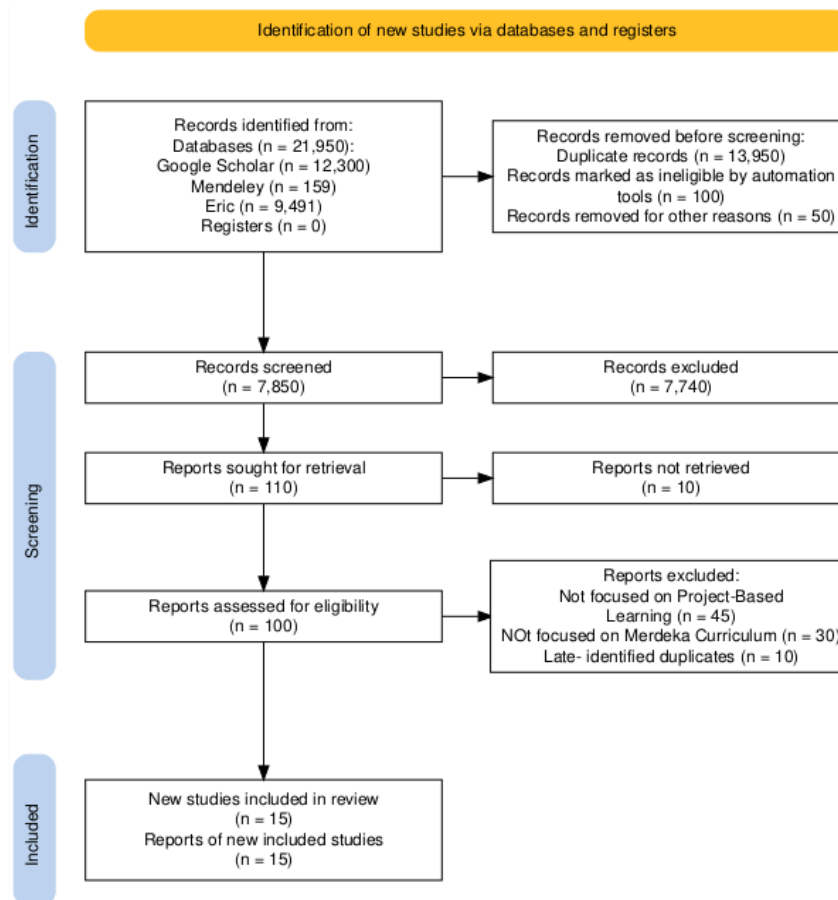 Identification of new studies via databases and registers
Identification
Records identified from:
Databases (n = 21,950):
Google Scholar (n = 12,300)
Mendeley (n = 159)
Eric (n = 9,491)
Registers (n = 0)
Records removed before screening:
Duplicate records (n = 13,950)
Records marked as ineligible by automation
tools (n = 100)
Records removed for other reasons (n = 50)
Screening
Records screened
(n = 7,850)
Records excluded
(n = 7,740)
Reports sought for retrieval
(n = 110)
Reports not retrieved
(n = 10)
Reports assessed for eligibility
(n = 100)
Reports excluded:
Not focused on Project-Based
Learning (n = 45)
NOt focused on Merdeka Curriculum (n = 30)
Late- identified duplicates (n = 10)
Included
New studies included in review
(n = 15)
Reports of new included studies
(n = 15)